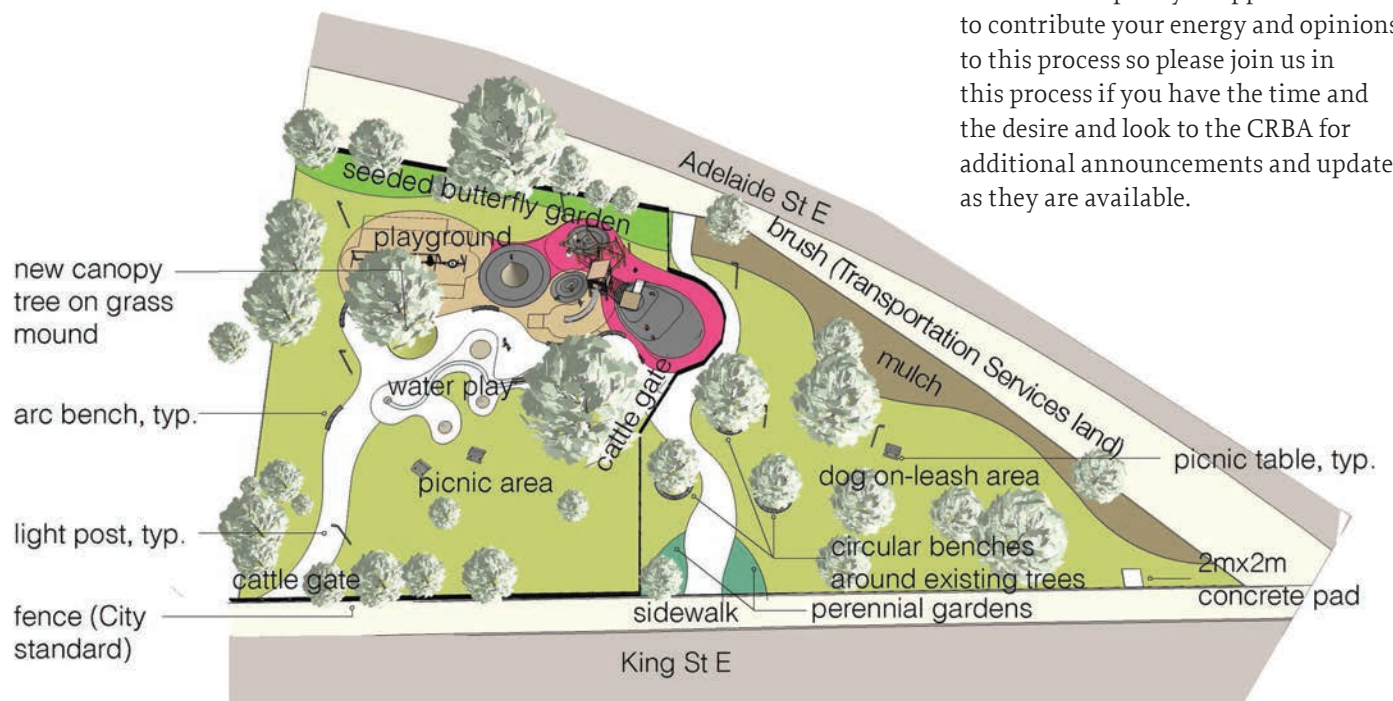 to contribute your energy and opinions
to this process so please join us in
this process if you have the time and
the desire and look to the CRBA for
additional announcements and update
as they are available.
Adelaide St E
seeded butterfly garden
brush (Transportation Services land)
playground
new canopy
tree on grass
mound
mulch
water play
cattle gate
arc bench, typ.
picnic table, typ.
dog on-leash area
picnic area
light post, typ.
circular benches
around existing trees
2mx2m
concrete pad
cattle gate
sidewalk
perennial gardens
fence (City
standard)
King St E